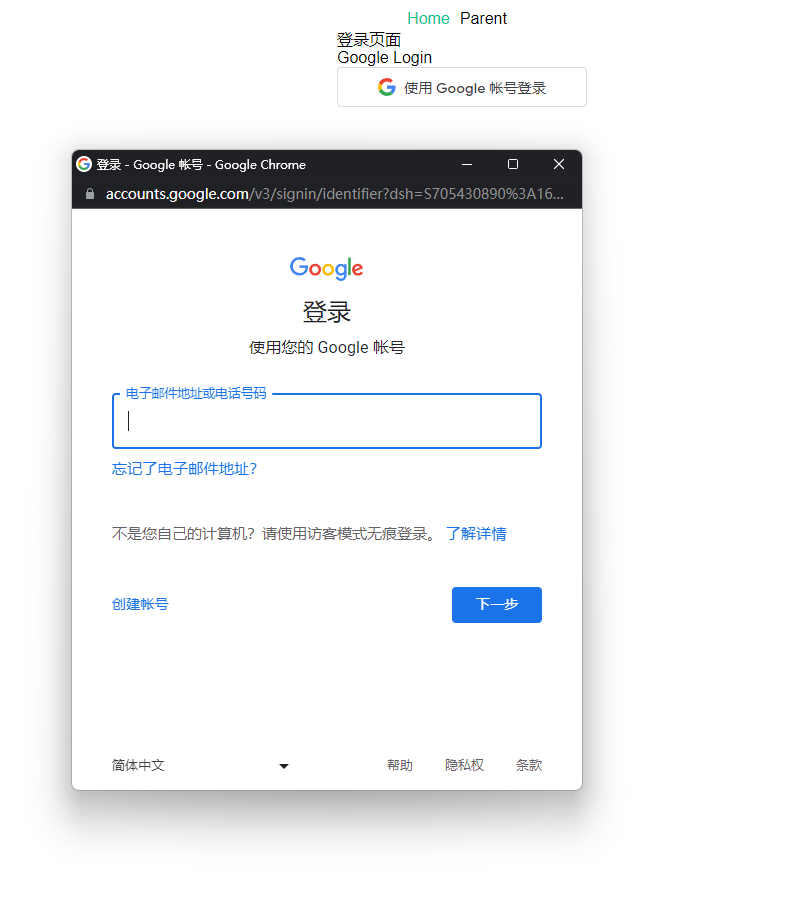 Home Parent
登录页面
Google Login
使用 Google 帐号登录
登录 - Google 帐号 - Google Chrome
accounts.google.com/v3/signin/identifier?dsh=S705430890%3A16...
Google
登录
使用您的 Google 帐号
电子邮件地址或电话号码
忘记了电子邮件地址?
不是您自己的计算机？请使用访客模式无痕登录。 了解详情
创建帐号 下一步
简体中文 帮助 隐私权 条款